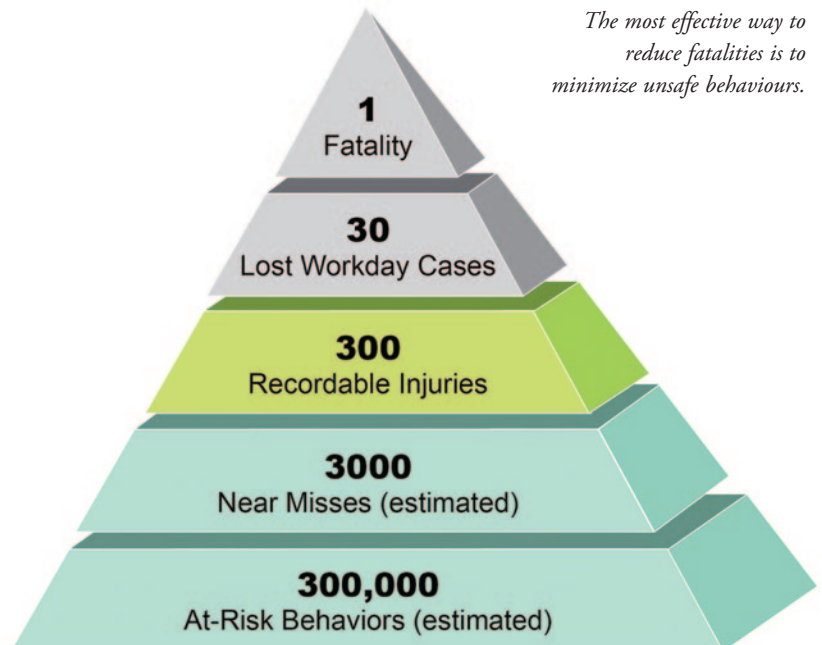 The most effective way to
reduce fatalities is to
minimize unsafe behaviours.
1
Fatality
30
Lost Workday Cases
300
Recordable Injuries
3000
Near Misses (estimated)
300,000
At-Risk Behaviors (estimated)